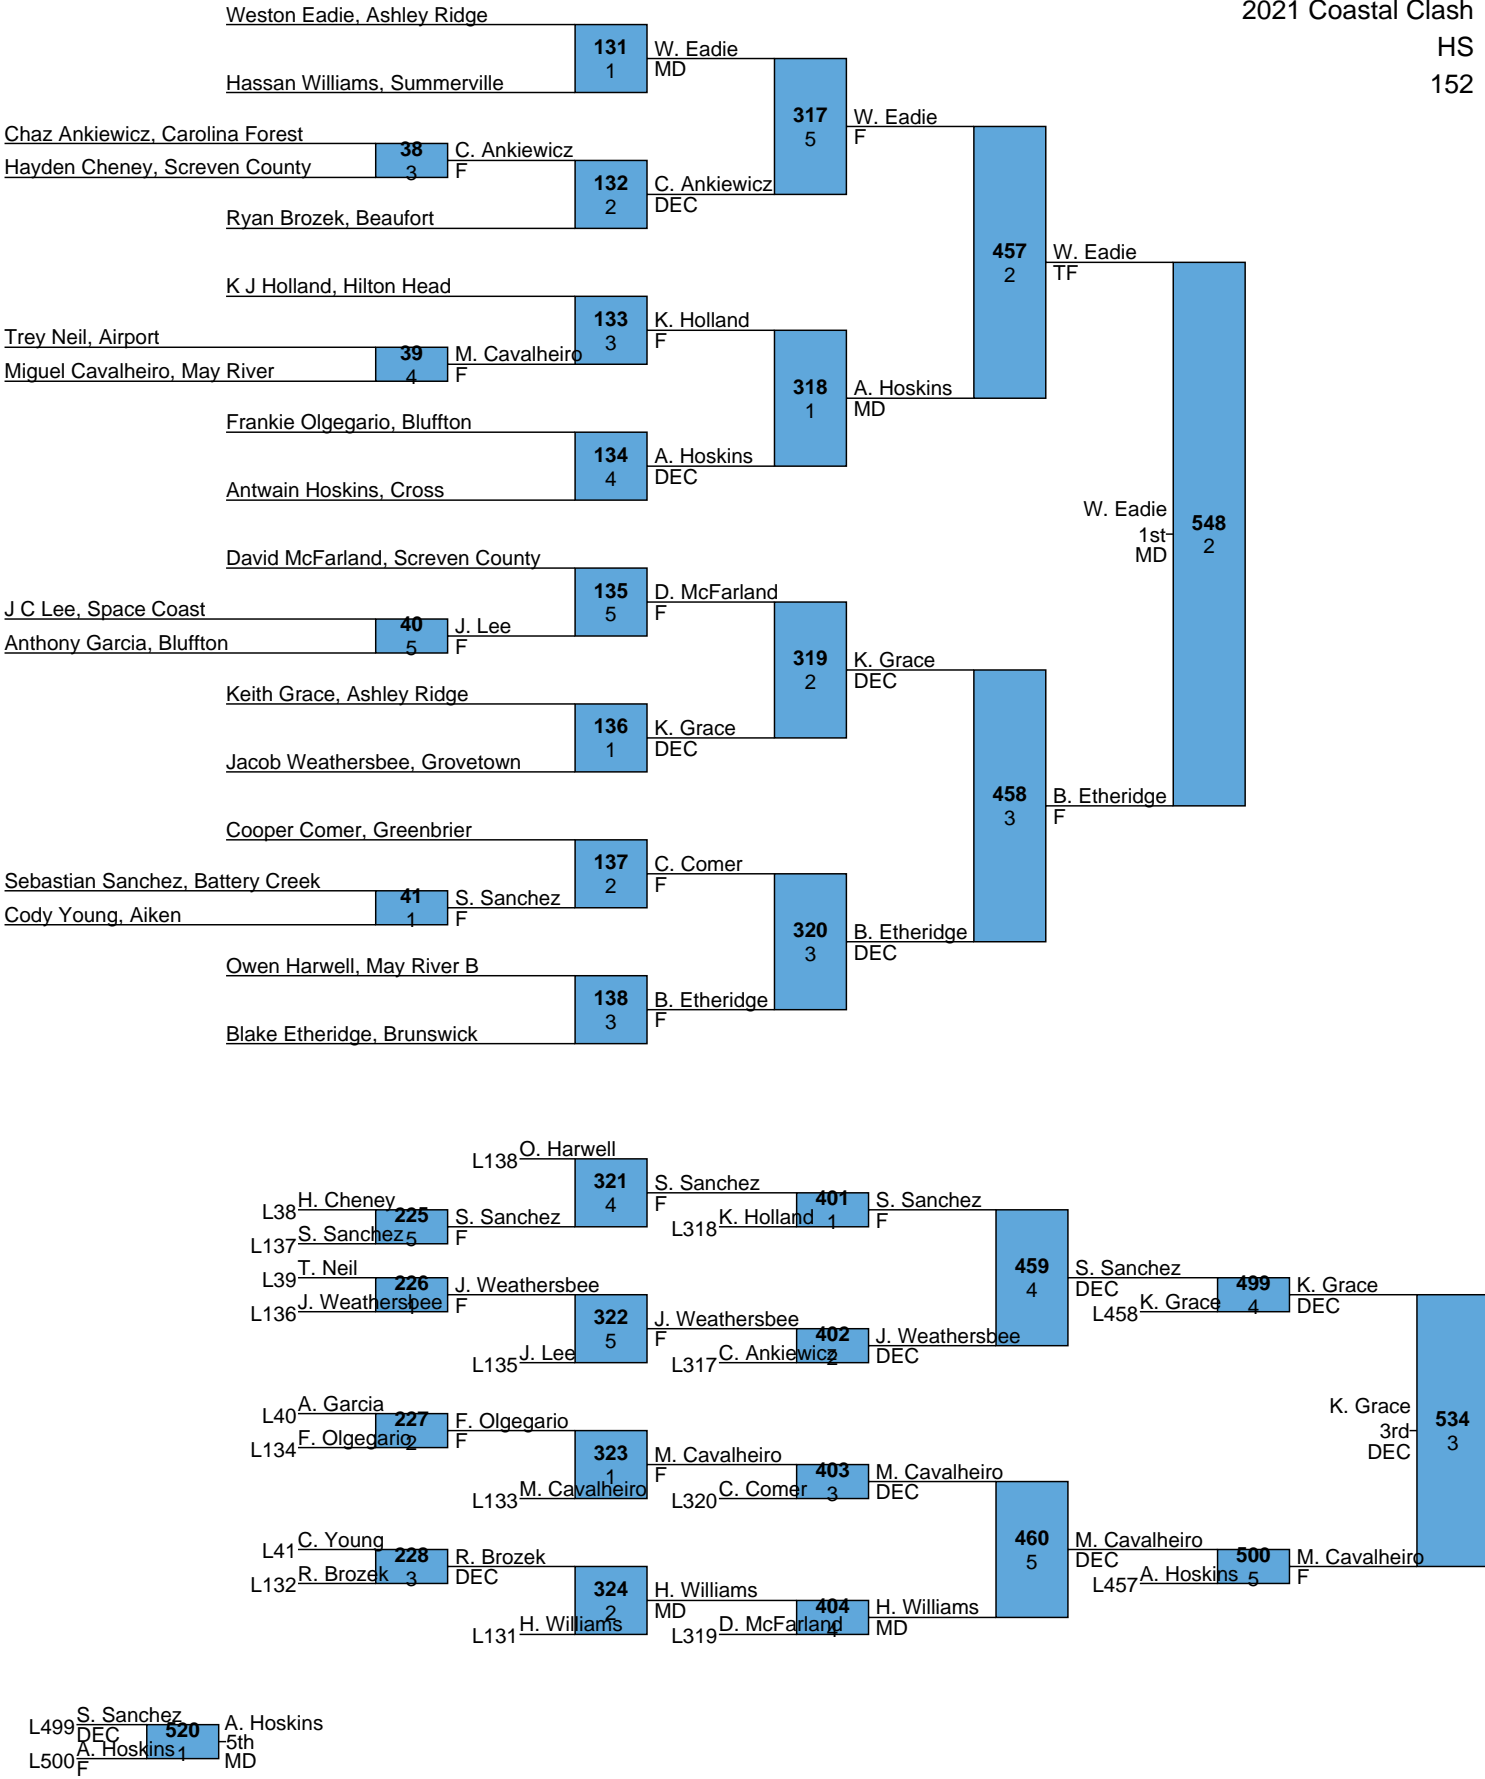 2021 Coastal Clash
HS
152
Weston Eadie, Ashley Ridge
131
1
W. Eadie
MD
Hassan Williams, Summerville
317
5
W. Eadie
F
Chaz Ankiewicz, Carolina Forest
38
3
C. Ankiewicz
F
Hayden Cheney, Screven County
132
2
C. Ankiewicz
DEC
Ryan Brozek, Beaufort
457
2
W. Eadie
TF
K J Holland, Hilton Head
133
3
K. Holland
F
Trey Neil, Airport
39
4
M. Cavalheiro
F
Miguel Cavalheiro, May River
318
1
A. Hoskins
MD
Frankie Olgegario, Bluffton
134
4
A. Hoskins
DEC
Antwain Hoskins, Cross
W. Eadie
1st
MD
548
2
David McFarland, Screven County
135
5
D. McFarland
F
J C Lee, Space Coast
40
5
J. Lee
F
Anthony Garcia, Bluffton
319
2
K. Grace
DEC
Keith Grace, Ashley Ridge
136
1
K. Grace
DEC
Jacob Weathersbee, Grovetown
458
3
B. Etheridge
F
Cooper Comer, Greenbrier
137
2
C. Comer
F
Sebastian Sanchez, Battery Creek
41
1
S. Sanchez
F
Cody Young, Aiken
320
3
B. Etheridge
DEC
Owen Harwell, May River B
138
3
B. Etheridge
F
Blake Etheridge, Brunswick
L138 O. Harwell
321
4
S. Sanchez
F
L38 H. Cheney
225
5
S. Sanchez
F
L137 S. Sanchez
401
1
S. Sanchez
F
L318 K. Holland
L39 T. Neil
226
1
J. Weathersbee
F
L136 J. Weathersbee
459
4
S. Sanchez
DEC
499
4
K. Grace
DEC
L458 K. Grace
322
5
J. Weathersbee
F
L135 J. Lee
402
2
J. Weathersbee
DEC
L317 C. Ankiewicz
L40 A. Garcia
227
2
F. Olgegario
F
L134 F. Olgegario
K. Grace
3rd
DEC
534
3
323
1
M. Cavalheiro
F
L133 M. Cavalheiro
403
3
M. Cavalheiro
DEC
L320 C. Comer
L41 C. Young
228
3
R. Brozek
DEC
L132 R. Brozek
460
5
M. Cavalheiro
DEC
500
5
M. Cavalheiro
F
L457 A. Hoskins
324
2
H. Williams
MD
L131 H. Williams
404
4
H. Williams
MD
L319 D. McFarland
L499 S. Sanchez
DEC
520
1
A. Hoskins
5th
MD
L500 A. Hoskins
F